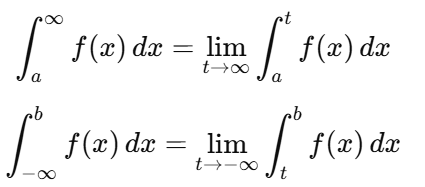 ∫_a^∞ f(x) dx = lim_{t→∞} ∫_a^t f(x) dx
∫_{-∞}^b f(x) dx = lim_{t→-∞} ∫_t^b f(x) dx